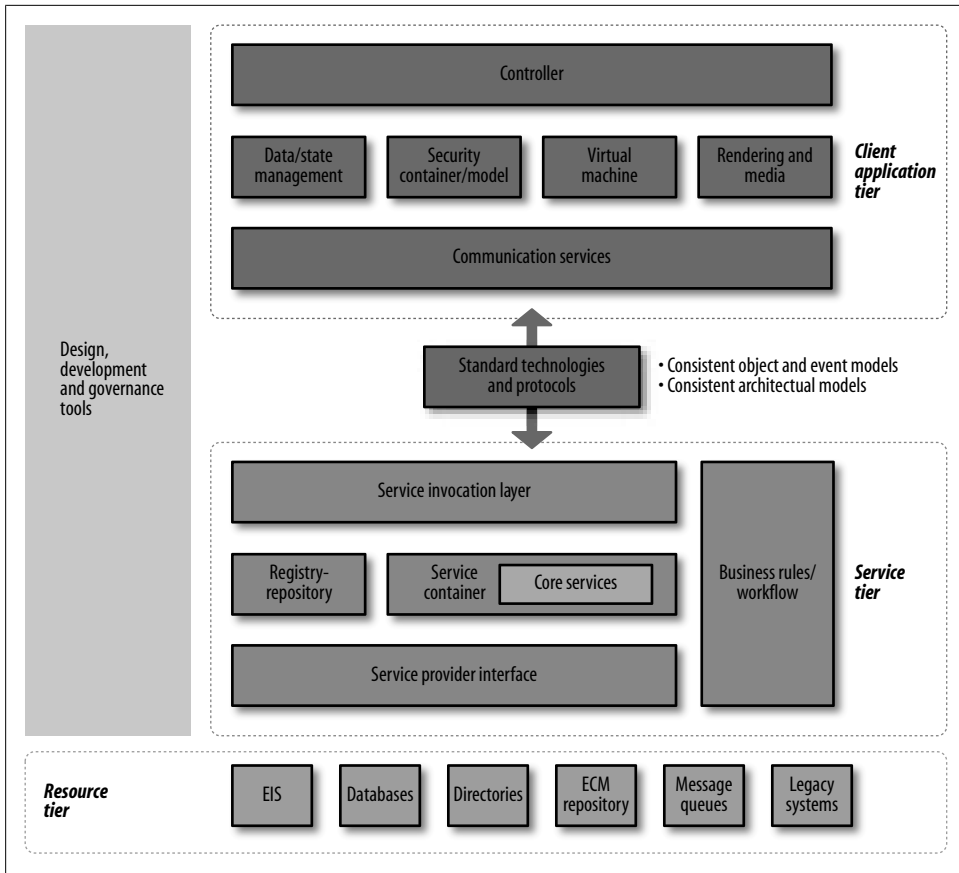 Controller
Data/state
management
Security
container/model
Virtual
machine
Rendering and
media
Client
application
tier
Communication services
Design,
development
and governance
tools
Standard technologies
and protocols
• Consistent object and event models
• Consistent architectual models
Service invocation layer
Registry-
repository
Service
container
Core services
Business rules/
workflow
Service
tier
Service provider interface
Resource
tier
EIS
Databases
Directories
ECM
repository
Message
queues
Legacy
systems